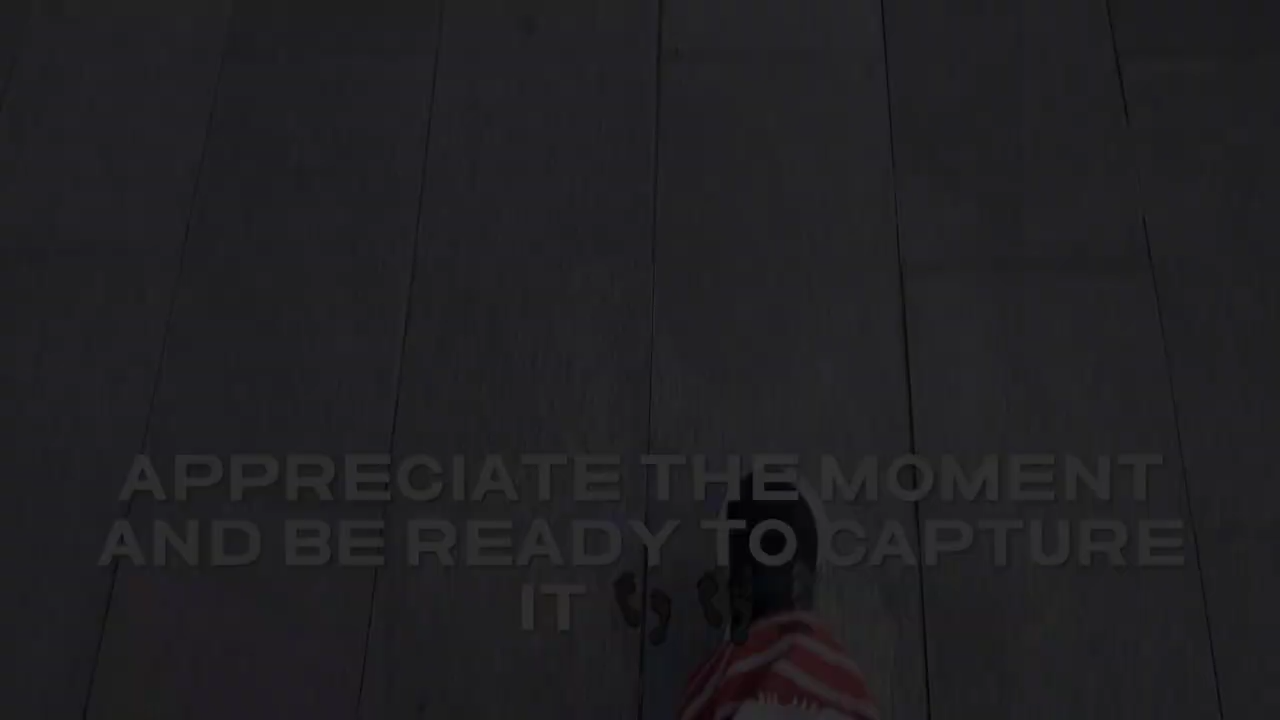 APPRECIATE THE MOMENT
AND BE READY TO CAPTURE
IT 👣👣